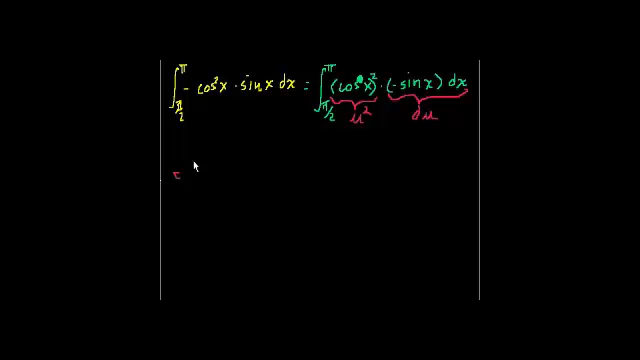 ∫_{π/2}^{π} - cos²x · sin x dx = ∫_{π/2}^{π} (cos x)² · (-sin x) dx
u² du